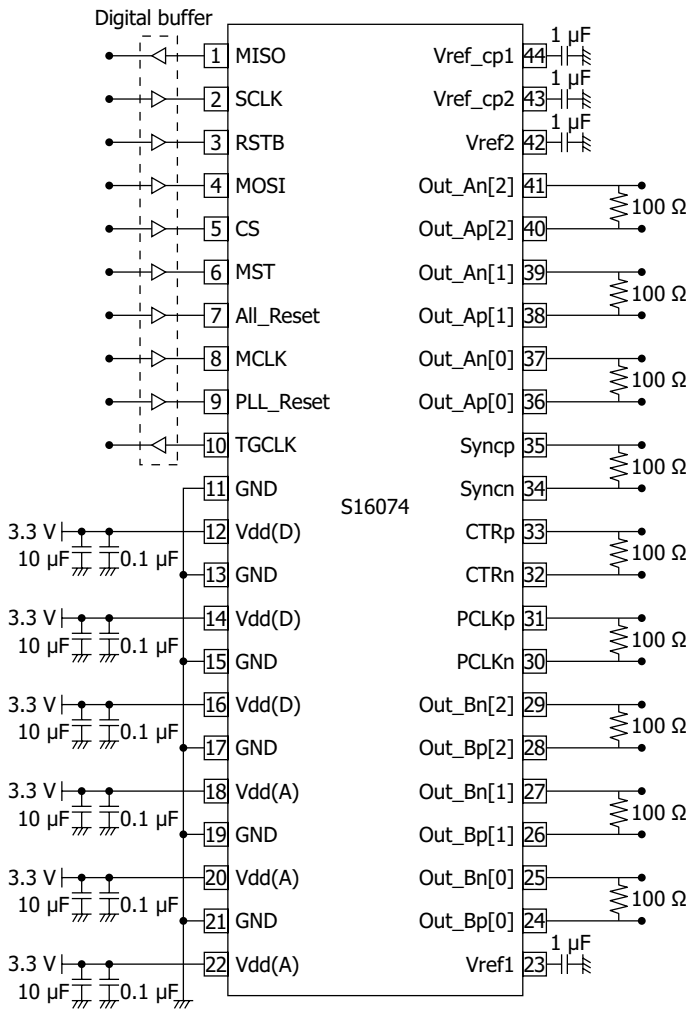 Digital buffer
1 MISO
2 SCLK
3 RSTB
4 MOSI
5 CS
6 MST
7 All_Reset
8 MCLK
9 PLL_Reset
10 TGCLK
11 GND
3.3 V 12 Vdd(D)
10 µF 0.1 µF
13 GND
3.3 V 14 Vdd(D)
10 µF 0.1 µF
15 GND
3.3 V 16 Vdd(D)
10 µF 0.1 µF
17 GND
3.3 V 18 Vdd(A)
10 µF 0.1 µF
19 GND
3.3 V 20 Vdd(A)
10 µF 0.1 µF
21 GND
3.3 V 22 Vdd(A)
10 µF 0.1 µF
S16074
1 µF
Vref_cp1 44
1 µF
Vref_cp2 43
1 µF
Vref2 42
Out_An[2] 41
100 Ω
Out_Ap[2] 40
Out_An[1] 39
100 Ω
Out_Ap[1] 38
Out_An[0] 37
100 Ω
Out_Ap[0] 36
Syncp 35
100 Ω
Syncn 34
CTRp 33
100 Ω
CTRn 32
PCLKp 31
100 Ω
PCLKn 30
Out_Bn[2] 29
100 Ω
Out_Bp[2] 28
Out_Bn[1] 27
100 Ω
Out_Bp[1] 26
Out_Bn[0] 25
100 Ω
Out_Bp[0] 24
1 µF
Vref1 23